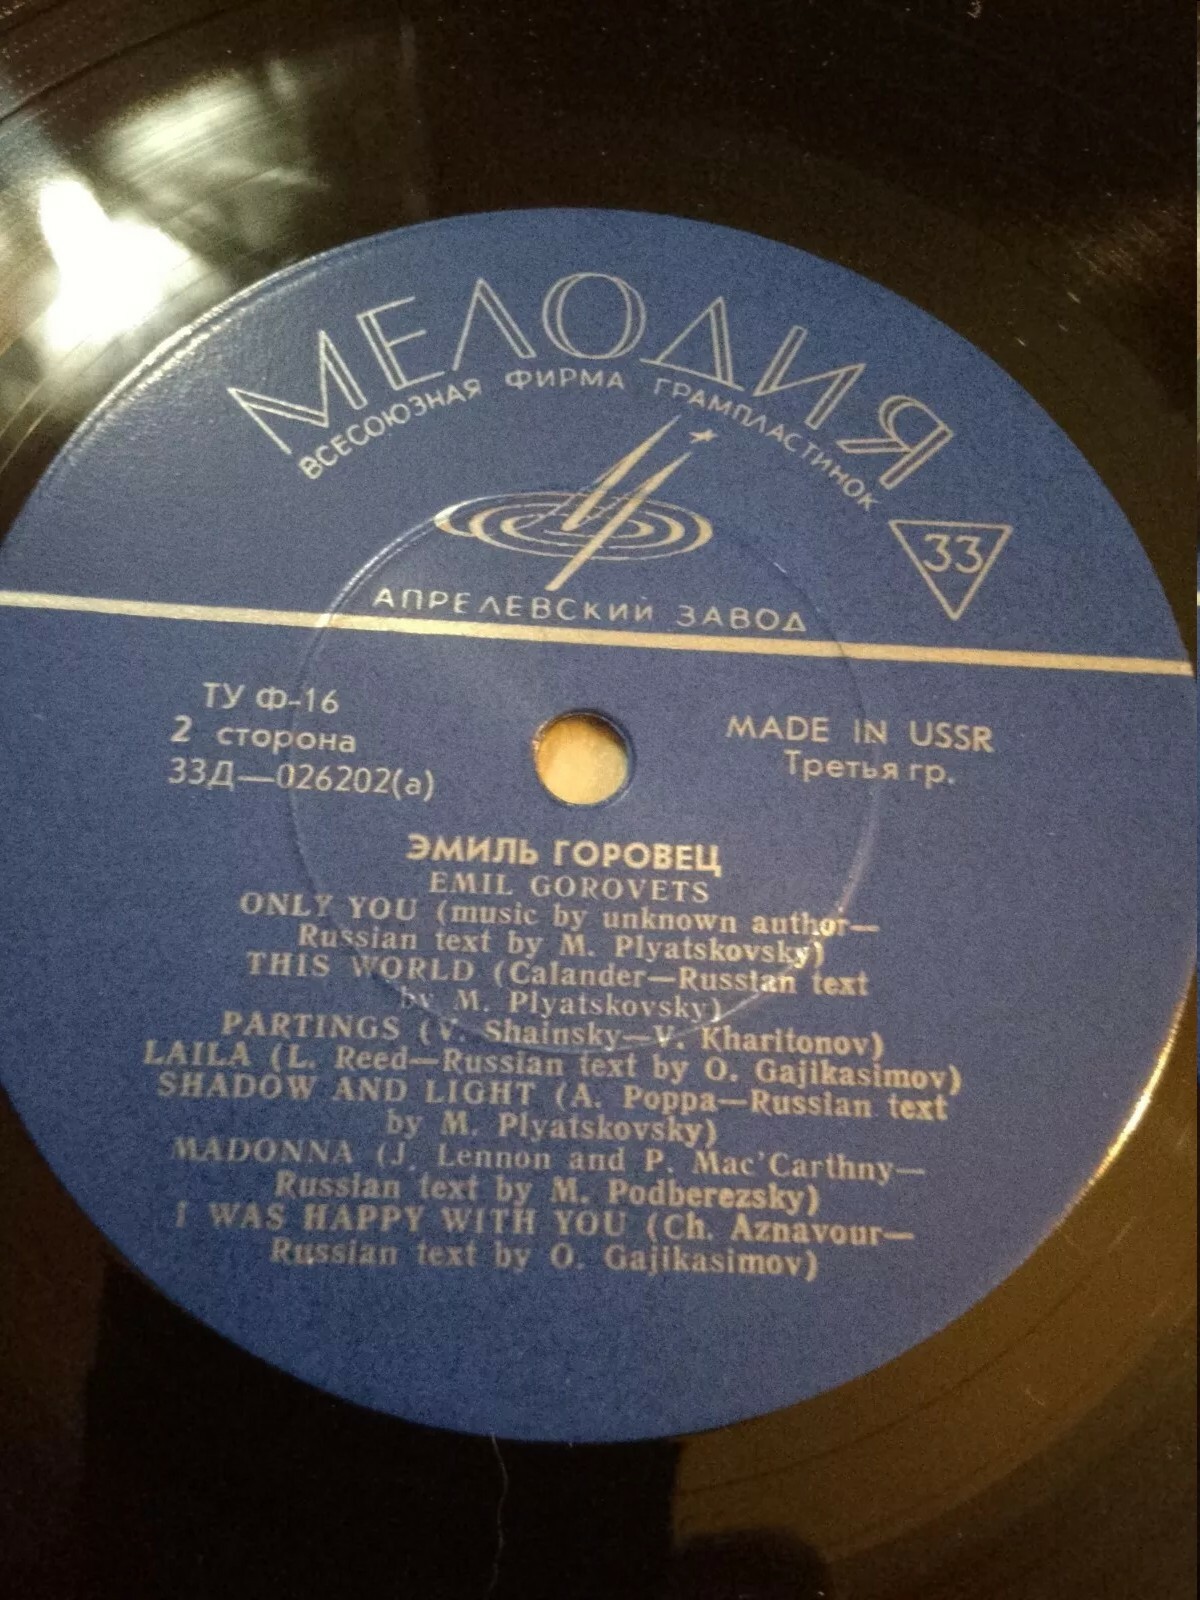 МЕЛОДИЯ
ВСЕСОЮЗНАЯ ФИРМА ГРАМПЛАСТИНОК
33
АПРЕЛЕВСКИЙ ЗАВОД
ТУ Ф-16
2 сторона
33Д—026202(а)
MADE IN USSR
Третья гр.
ЭМИЛЬ ГОРОВЕЦ
EMIL GOROVETS
ONLY YOU (music by unknown author—
Russian text by M. Plyatskovsky)
THIS WORLD (Calander—Russian text
by M. Plyatskovsky)
PARTINGS (V. Shainsky—V. Kharitonov)
LAILA (L. Reed—Russian text by O. Gajikasimov)
SHADOW AND LIGHT (A. Poppa—Russian text
by M. Plyatskovsky)
MADONNA (J. Lennon and P. Mac'Carthny—
Russian text by M. Podberezsky)
I WAS HAPPY WITH YOU (Ch. Aznavour—
Russian text by O. Gajikasimov)